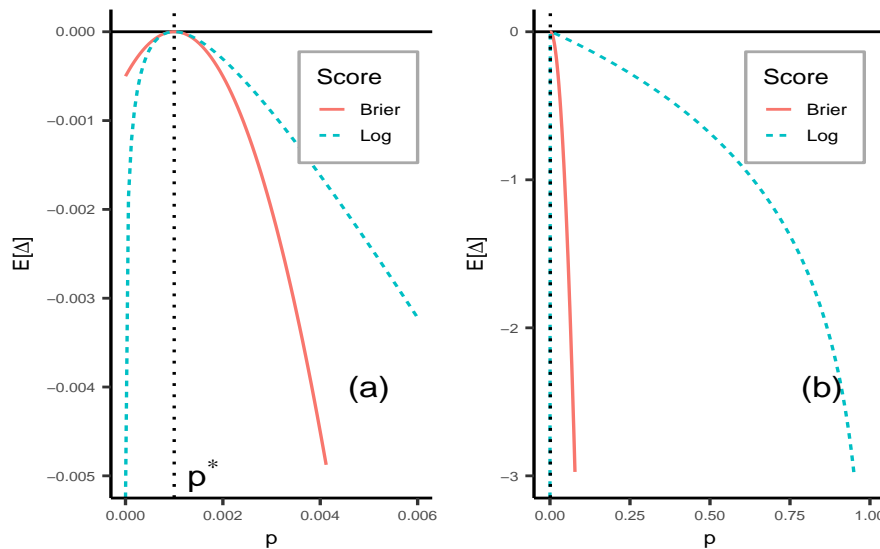 0.000
−0.001
−0.002
−0.003
−0.004
−0.005
E[Δ]
Score
Brier
Log
(a)
p*
0.000
0.002
0.004
0.006
p
0
−1
−2
−3
E[Δ]
Score
Brier
Log
(b)
0.00
0.25
0.50
0.75
1.00
p